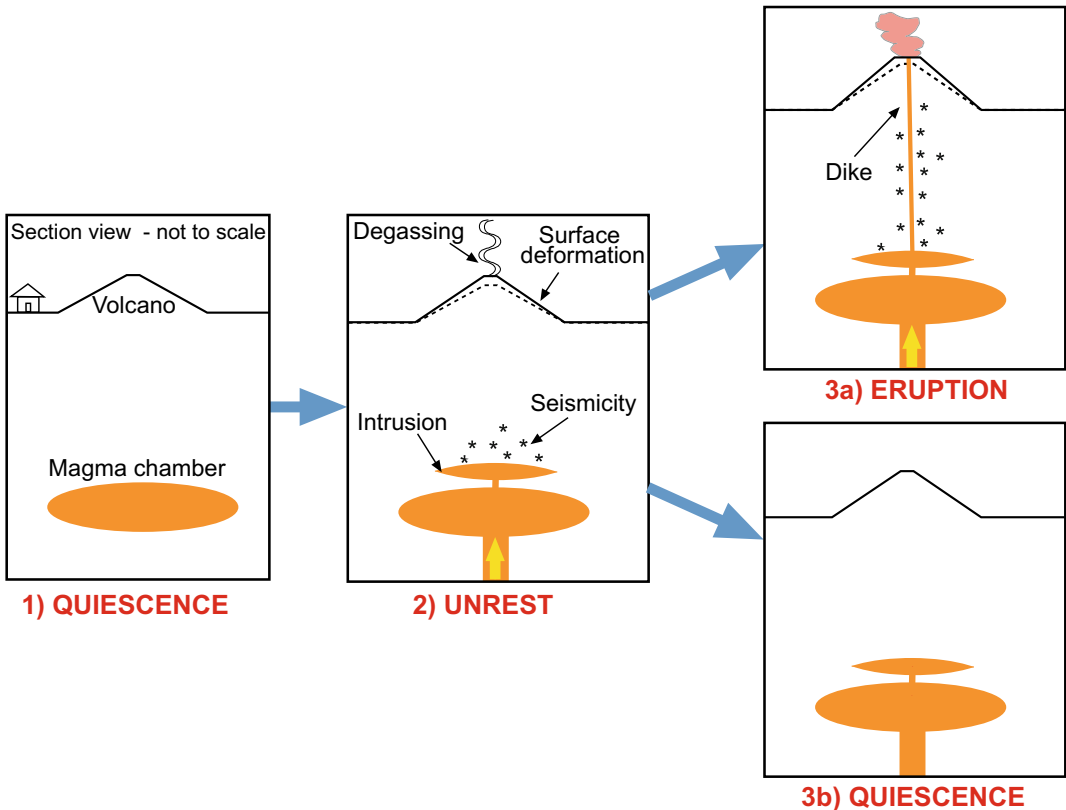 Section view - not to scale
Volcano
Magma chamber
1) QUIESCENCE
Degassing
Surface
deformation
Intrusion
Seismicity
2) UNREST
Dike
3a) ERUPTION
3b) QUIESCENCE